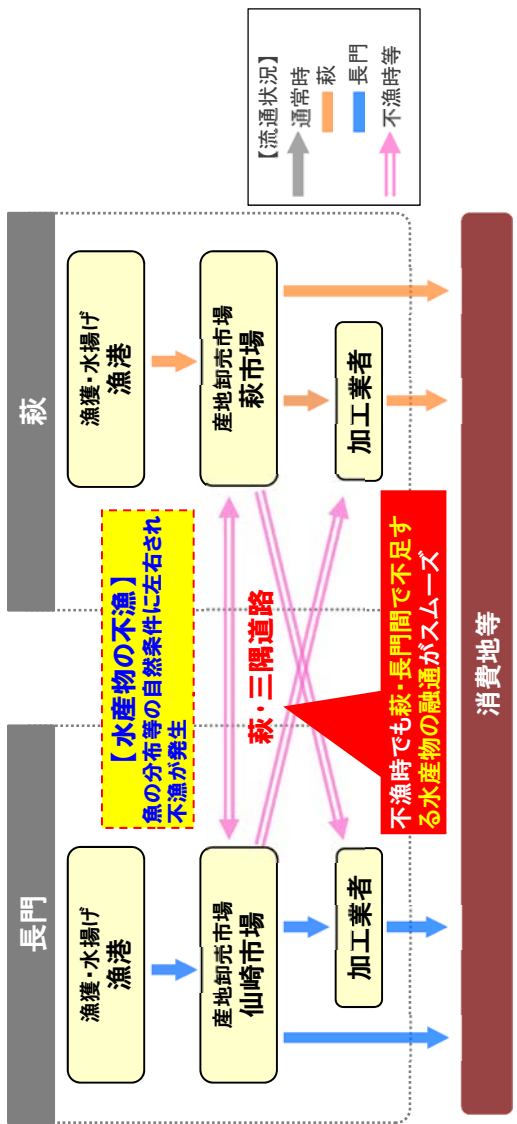 長門
萩
漁獲・水揚げ
漁港
漁獲・水揚げ
漁港
【水産物の不漁】
魚の分布等の自然条件に左右され
不漁が発生
産地卸売市場
仙崎市場
産地卸売市場
萩市場
萩・三隅道路
加工業者
加工業者
不漁時でも萩・長門間で不足す
る水産物の融通がスムーズ
消費地等
【流通状況】
通常時
萩
長門
不漁時等